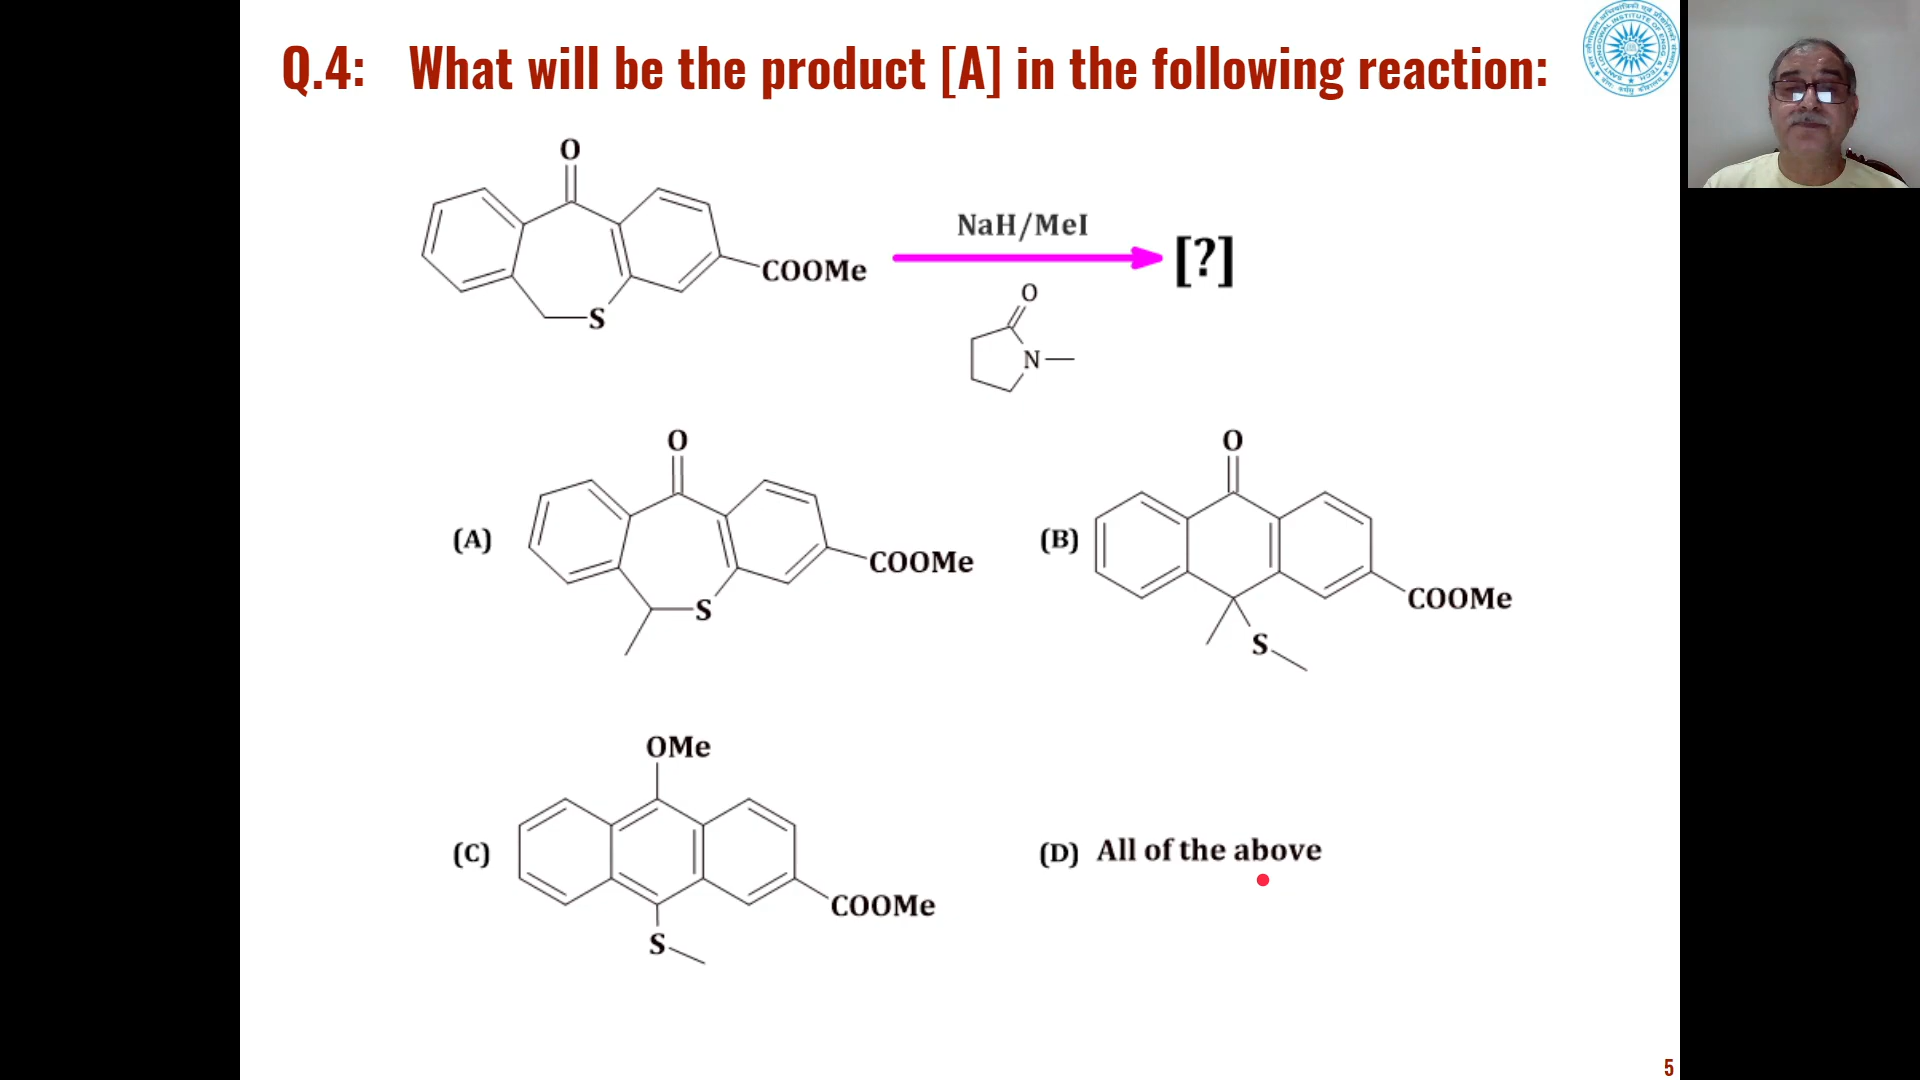 Q.4: What will be the product [A] in the following reaction:
O
COOMe
S
NaH/MeI
[?]
O
N
(A)
O
COOMe
S
(B)
O
COOMe
S
(C)
OMe
COOMe
S
(D) All of the above
5